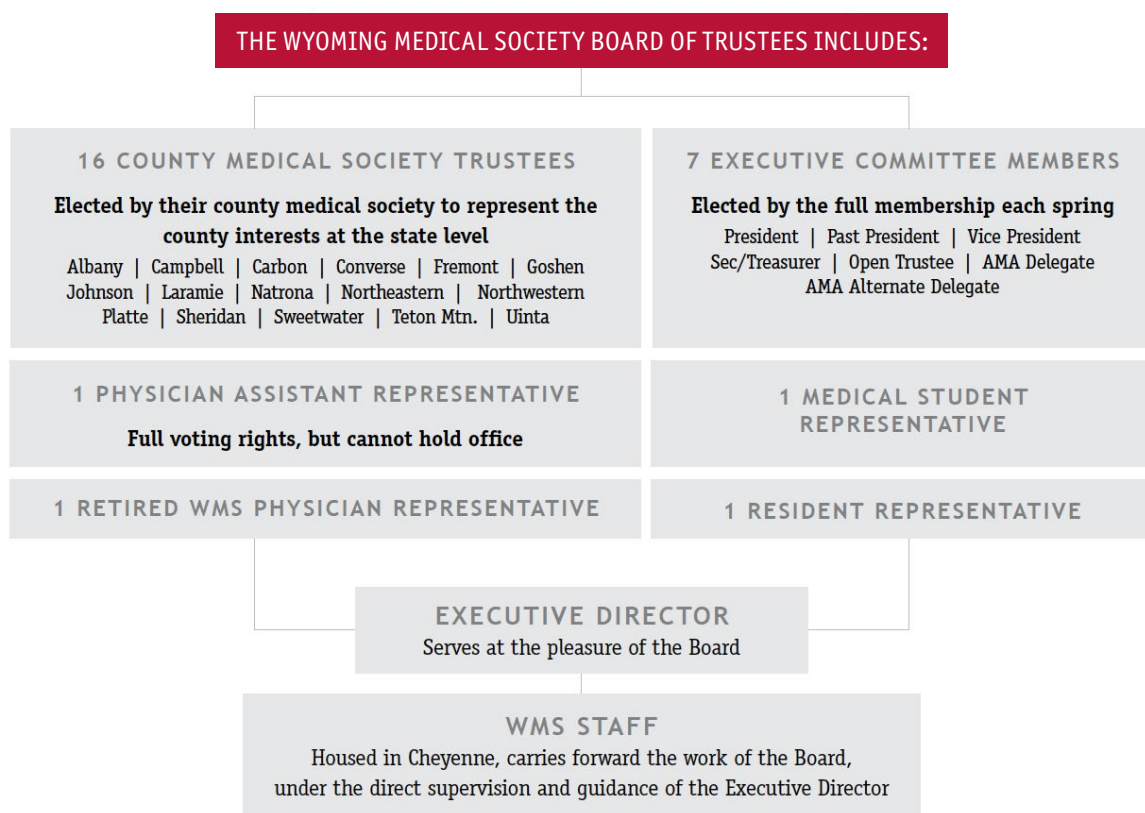 THE WYOMING MEDICAL SOCIETY BOARD OF TRUSTEES INCLUDES:
16 COUNTY MEDICAL SOCIETY TRUSTEES
Elected by their county medical society to represent the
county interests at the state level
Albany | Campbell | Carbon | Converse | Fremont | Goshen
Johnson | Laramie | Natrona | Northeastern | Northwestern
Platte | Sheridan | Sweetwater | Teton Mtn. | Uinta
7 EXECUTIVE COMMITTEE MEMBERS
Elected by the full membership each spring
President | Past President | Vice President
Sec/Treasurer | Open Trustee | AMA Delegate
AMA Alternate Delegate
1 PHYSICIAN ASSISTANT REPRESENTATIVE
Full voting rights, but cannot hold office
1 MEDICAL STUDENT
REPRESENTATIVE
1 RETIRED WMS PHYSICIAN REPRESENTATIVE
1 RESIDENT REPRESENTATIVE
EXECUTIVE DIRECTOR
Serves at the pleasure of the Board
WMS STAFF
Housed in Cheyenne, carries forward the work of the Board,
under the direct supervision and guidance of the Executive Director